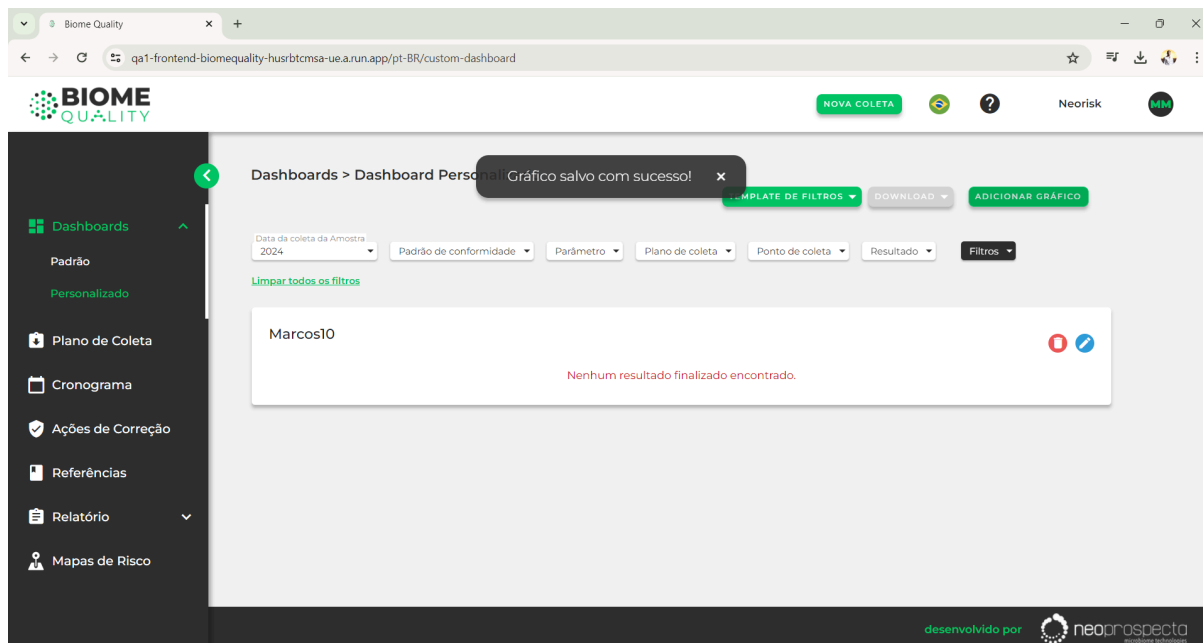 Biome Quality
qa1-frontend-biomequality-husrbtcmsa-ue.a.run.app/pt-BR/custom-dashboard
BIOME
QUALITY
NOVA COLETA
Neorisk
MM
Dashboards > Dashboard Person
Gráfico salvo com sucesso!
TEMPLATE DE FILTROS
DOWNLOAD
ADICIONAR GRÁFICO
Dashboards
Padrão
Personalizado
Plano de Coleta
Cronograma
Ações de Correção
Referências
Relatório
Mapas de Risco
Data da coleta da Amostra
2024
Padrão de conformidade
Parâmetro
Plano de coleta
Ponto de coleta
Resultado
Filtros
Limpar todos os filtros
Marcos10
Nenhum resultado finalizado encontrado.
desenvolvido por
neoprospecta
microbiome technologies